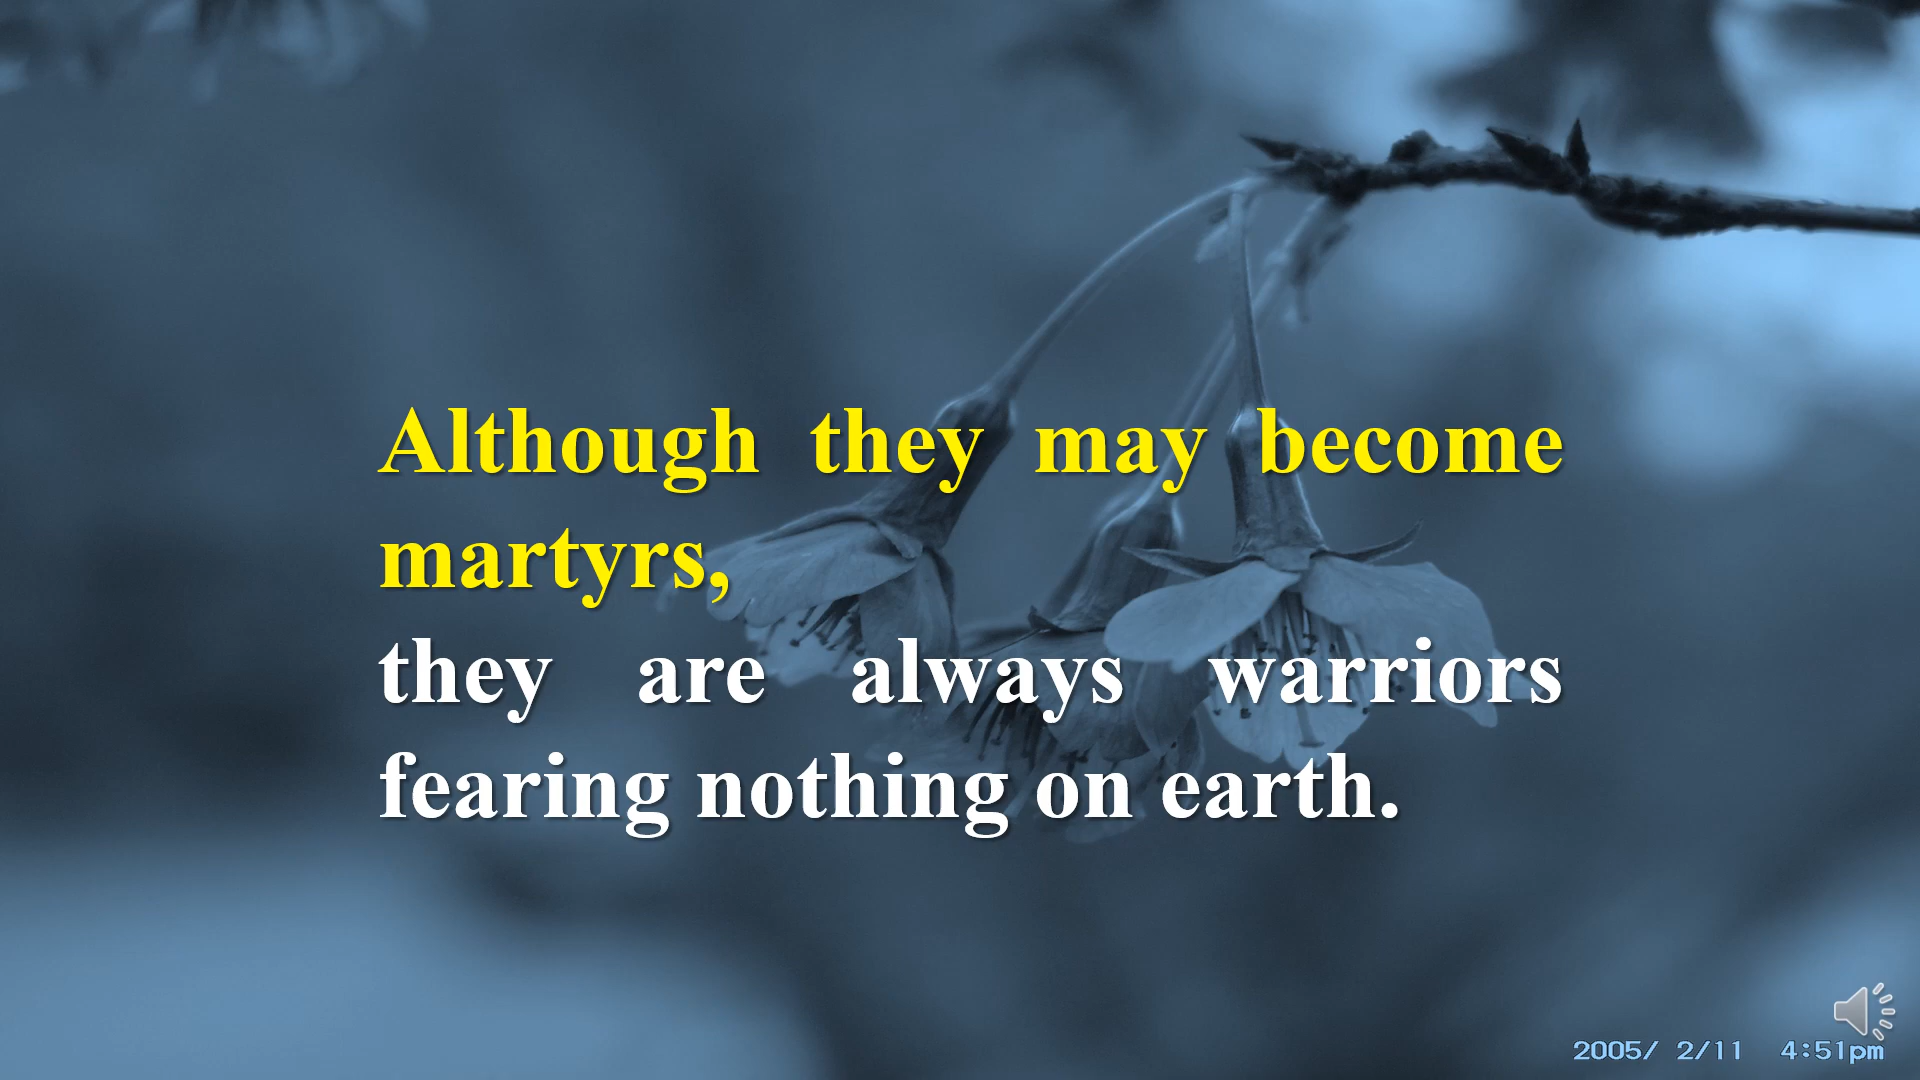 Although they may become
martyrs,
they are always warriors
fearing nothing on earth.
2005/ 2/11 4:51pm